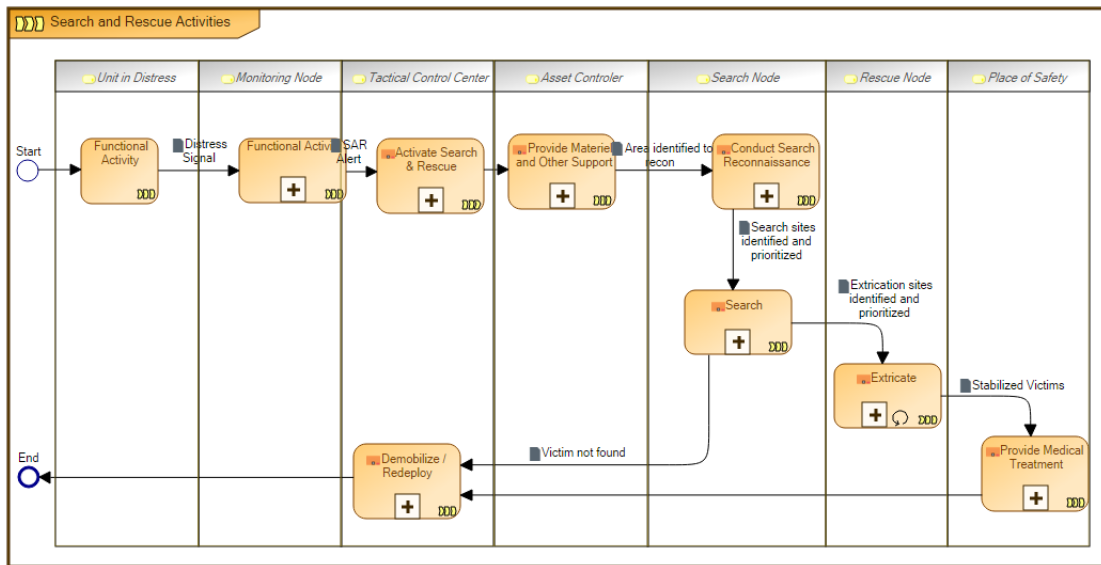 Search and Rescue Activities
Unit in Distress
Monitoring Node
Tactical Control Center
Asset Controler
Search Node
Rescue Node
Place of Safety
Start
Functional
Activity
Distress
Signal
Functional Activity
SAR
Alert
Activate Search
& Rescue
Provide Materiel
and Other Support
Area identified to
recon
Conduct Search
Reconnaissance
Search sites
identified and
prioritized
Search
Extrication sites
identified and
prioritized
Extricate
Stabilized Victims
Provide Medical
Treatment
Victim not found
Demobilize /
Redeploy
End